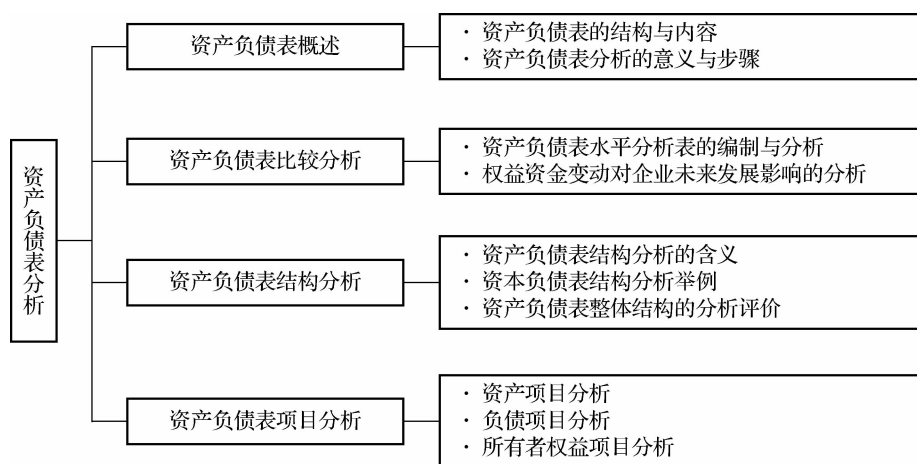 资产负债表分析
资产负债表概述
· 资产负债表的结构与内容
· 资产负债表分析的意义与步骤
资产负债表比较分析
· 资产负债表水平分析表的编制与分析
· 权益资金变动对企业未来发展影响的分析
资产负债表结构分析
· 资产负债表结构分析的含义
· 资本负债表结构分析举例
· 资产负债表整体结构的分析评价
资产负债表项目分析
· 资产项目分析
· 负债项目分析
· 所有者权益项目分析